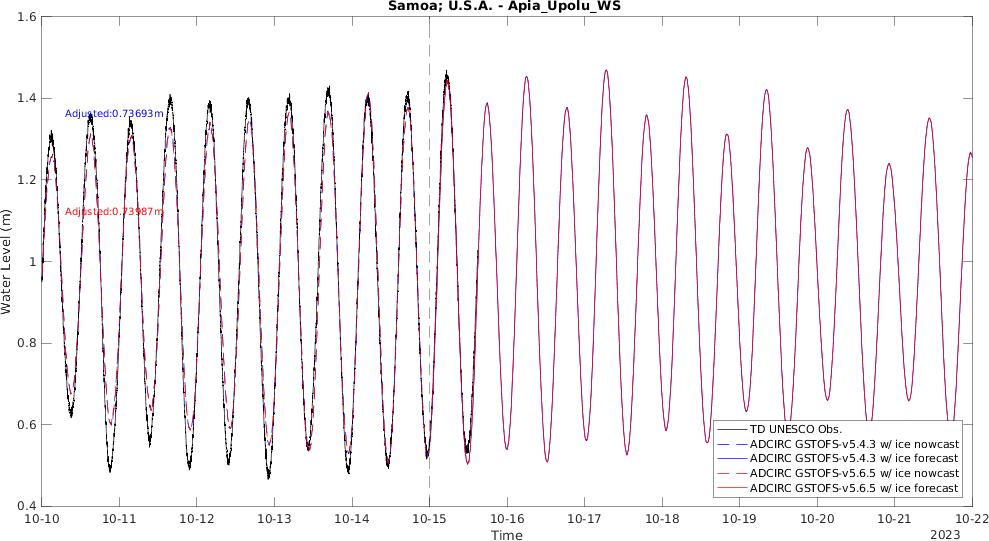 Samoa; U.S.A. - Apia_Upolu_WS
1.6
1.4
1.2
1
0.8
0.6
0.4
Water Level (m)
Adjusted:0.73693m
Adjusted:0.73987m
TD UNESCO Obs.
ADCIRC GSTOFS-v5.4.3 w/ ice nowcast
ADCIRC GSTOFS-v5.4.3 w/ ice forecast
ADCIRC GSTOFS-v5.6.5 w/ ice nowcast
ADCIRC GSTOFS-v5.6.5 w/ ice forecast
10-10 10-11 10-12 10-13 10-14 10-15 10-16 10-17 10-18 10-19 10-20 10-21 10-22
Time
2023